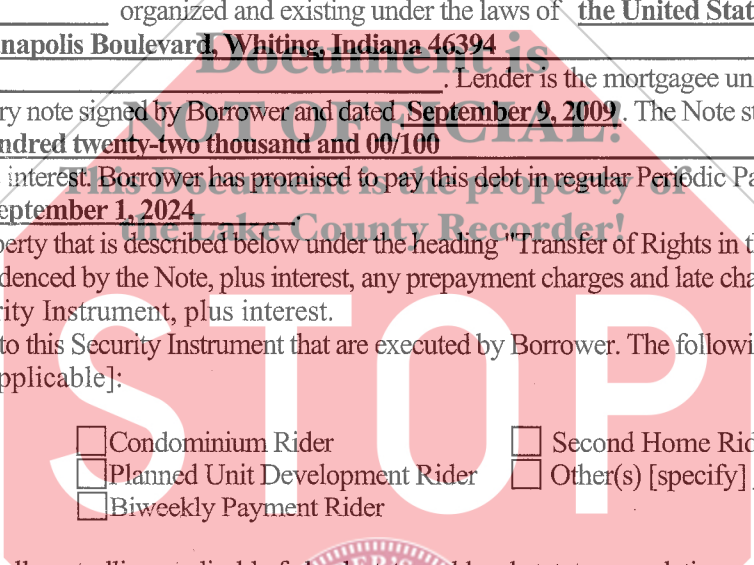 organized and existing under the laws of the United Stat
napolis Boulevard, Whiting, Indiana 46394
. Lender is the mortgagee un
ry note signed by Borrower and dated September 9, 2009. The Note st
ndred twenty-two thousand and 00/100
interest. Borrower has promised to pay this debt in regular Periodic Pa
eptember 1, 2024.
perty that is described below under the heading "Transfer of Rights in t
denced by the Note, plus interest, any prepayment charges and late cha
rity Instrument, plus interest.
to this Security Instrument that are executed by Borrower. The followi
pplicable]:
Condominium Rider Second Home Rid
Planned Unit Development Rider Other(s) [specify]
Biweekly Payment Rider
Document is
NOT OFFICIAL!
This Document is the property of
the Lake County Recorder!
STOP